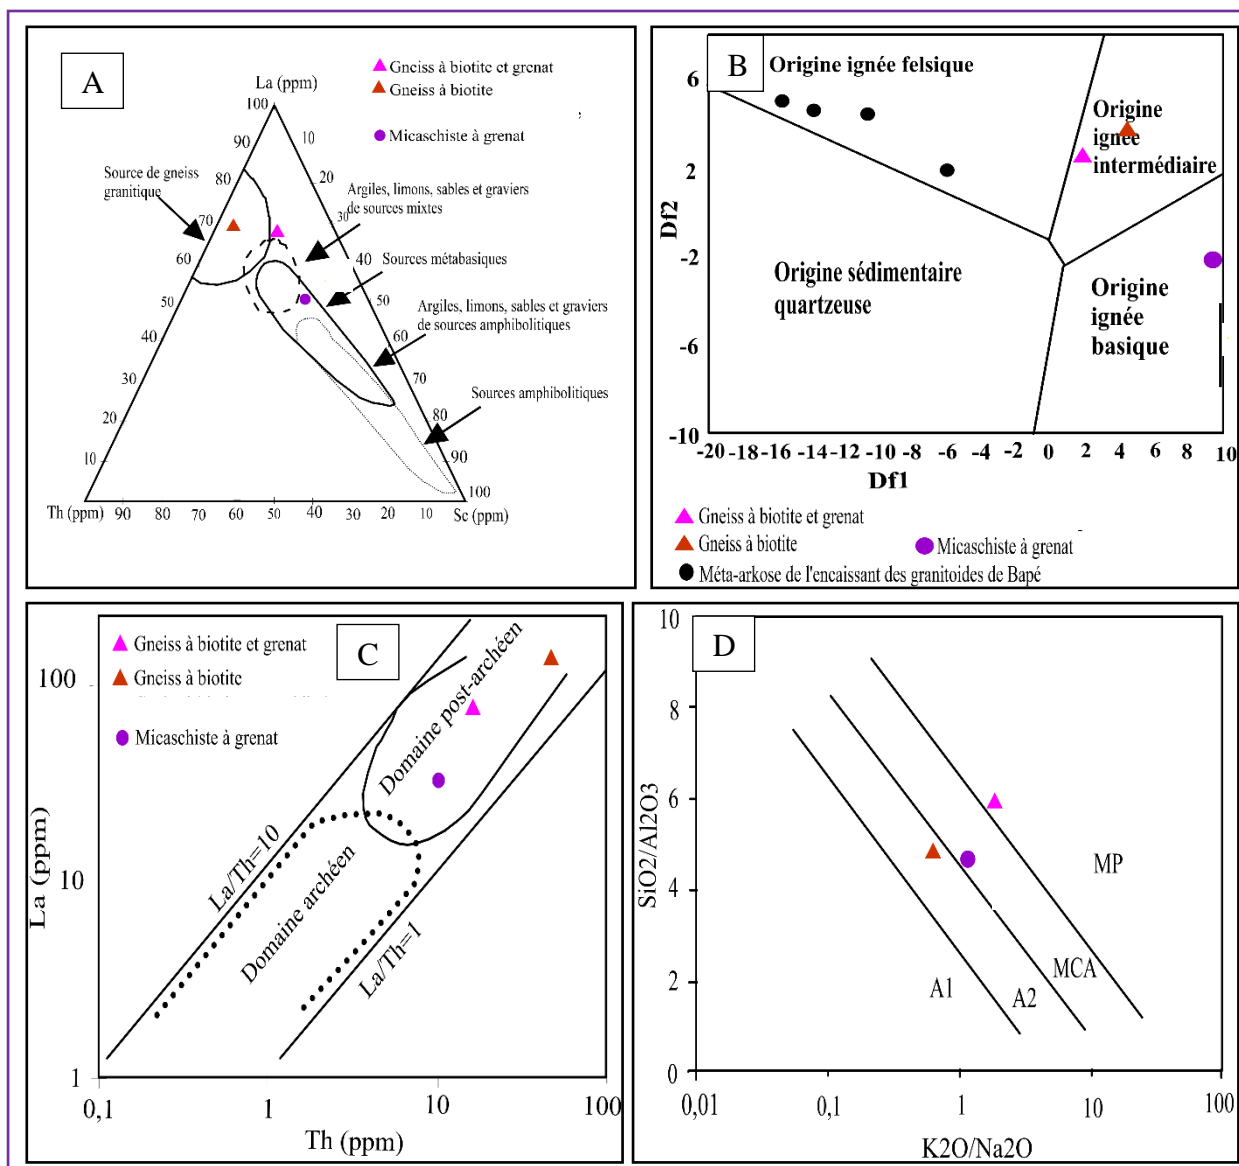 A
Gneiss à biotite et grenat
Gneiss à biotite
Micaschiste à grenat
La (ppm)
100
90
80
70
60
50
40
30
20
10
10
20
30
40
50
60
70
80
90
100
Source de gneiss
granitique
Argiles, limons, sables et graviers
de sources mixtes
Sources métabasiques
Argiles, limons, sables et graviers
de sources amphibolitiques
Sources amphibolitiques
Th (ppm)
90
80
70
60
50
40
30
20
10
Sc (ppm)
B
Origine ignée felsique
Origine
ignée
intermédiaire
Origine sédimentaire
quartzeuse
Origine
ignée
basique
Df2
6
2
-2
-6
-10
-20 -18 -16 -14 -12 -10 -8 -6 -4 -2 0 2 4 6 8 10
Df1
Gneiss à biotite et grenat
Gneiss à biotite
Micaschiste à grenat
Méta-arkose de l'encaissant des granitoides de Bapé
C
Gneiss à biotite et grenat
Gneiss à biotite
Micaschiste à grenat
La (ppm)
100
10
1
La/Th=10
La/Th=1
Domaine post-archéen
Domaine archéen
0,1 1 10 100
Th (ppm)
D
SiO2/Al2O3
10
8
6
4
2
0
A1
A2
MCA
MP
0,01 0,1 1 10 100
K2O/Na2O